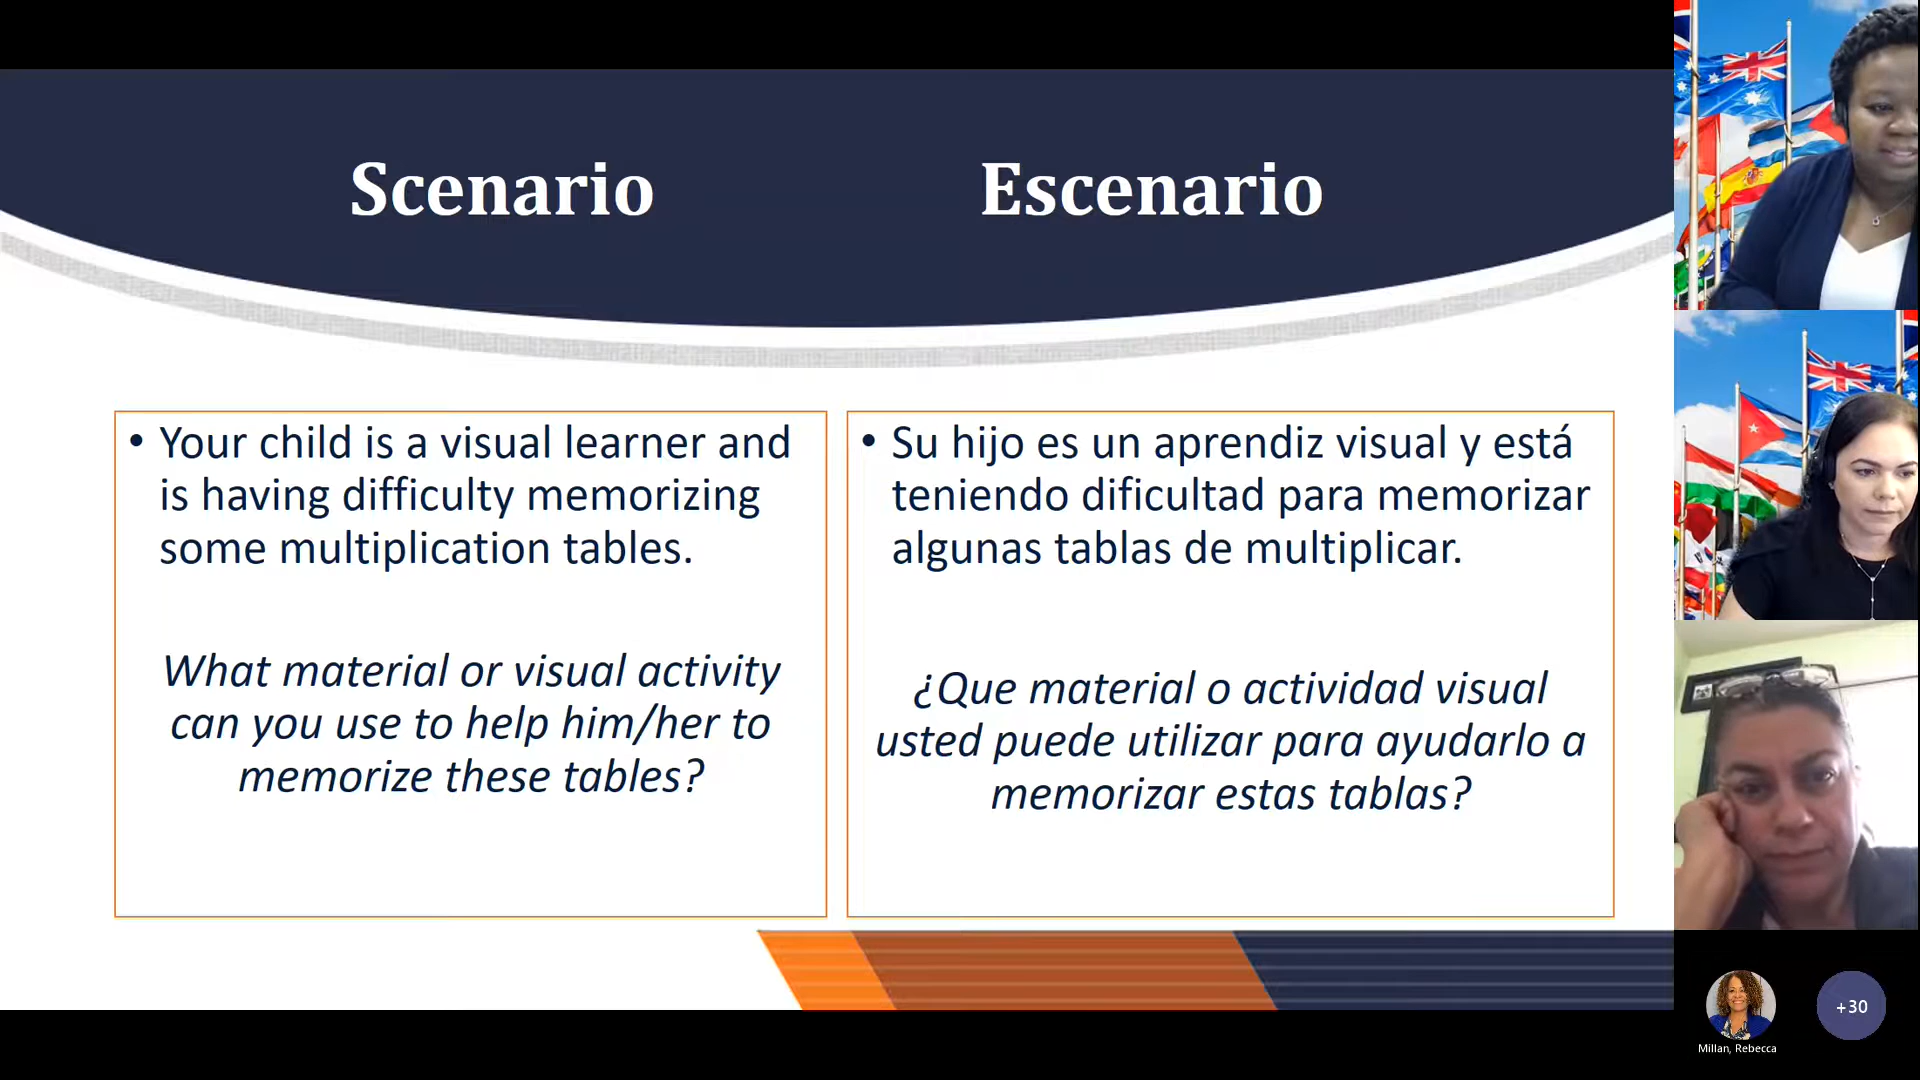 Scenario
Escenario
• Your child is a visual learner and
is having difficulty memorizing
some multiplication tables.
What material or visual activity
can you use to help him/her to
memorize these tables?
• Su hijo es un aprendiz visual y está
teniendo dificultad para memorizar
algunas tablas de multiplicar.
¿Que material o actividad visual
usted puede utilizar para ayudarlo a
memorizar estas tablas?
Millan, Rebecca
+30